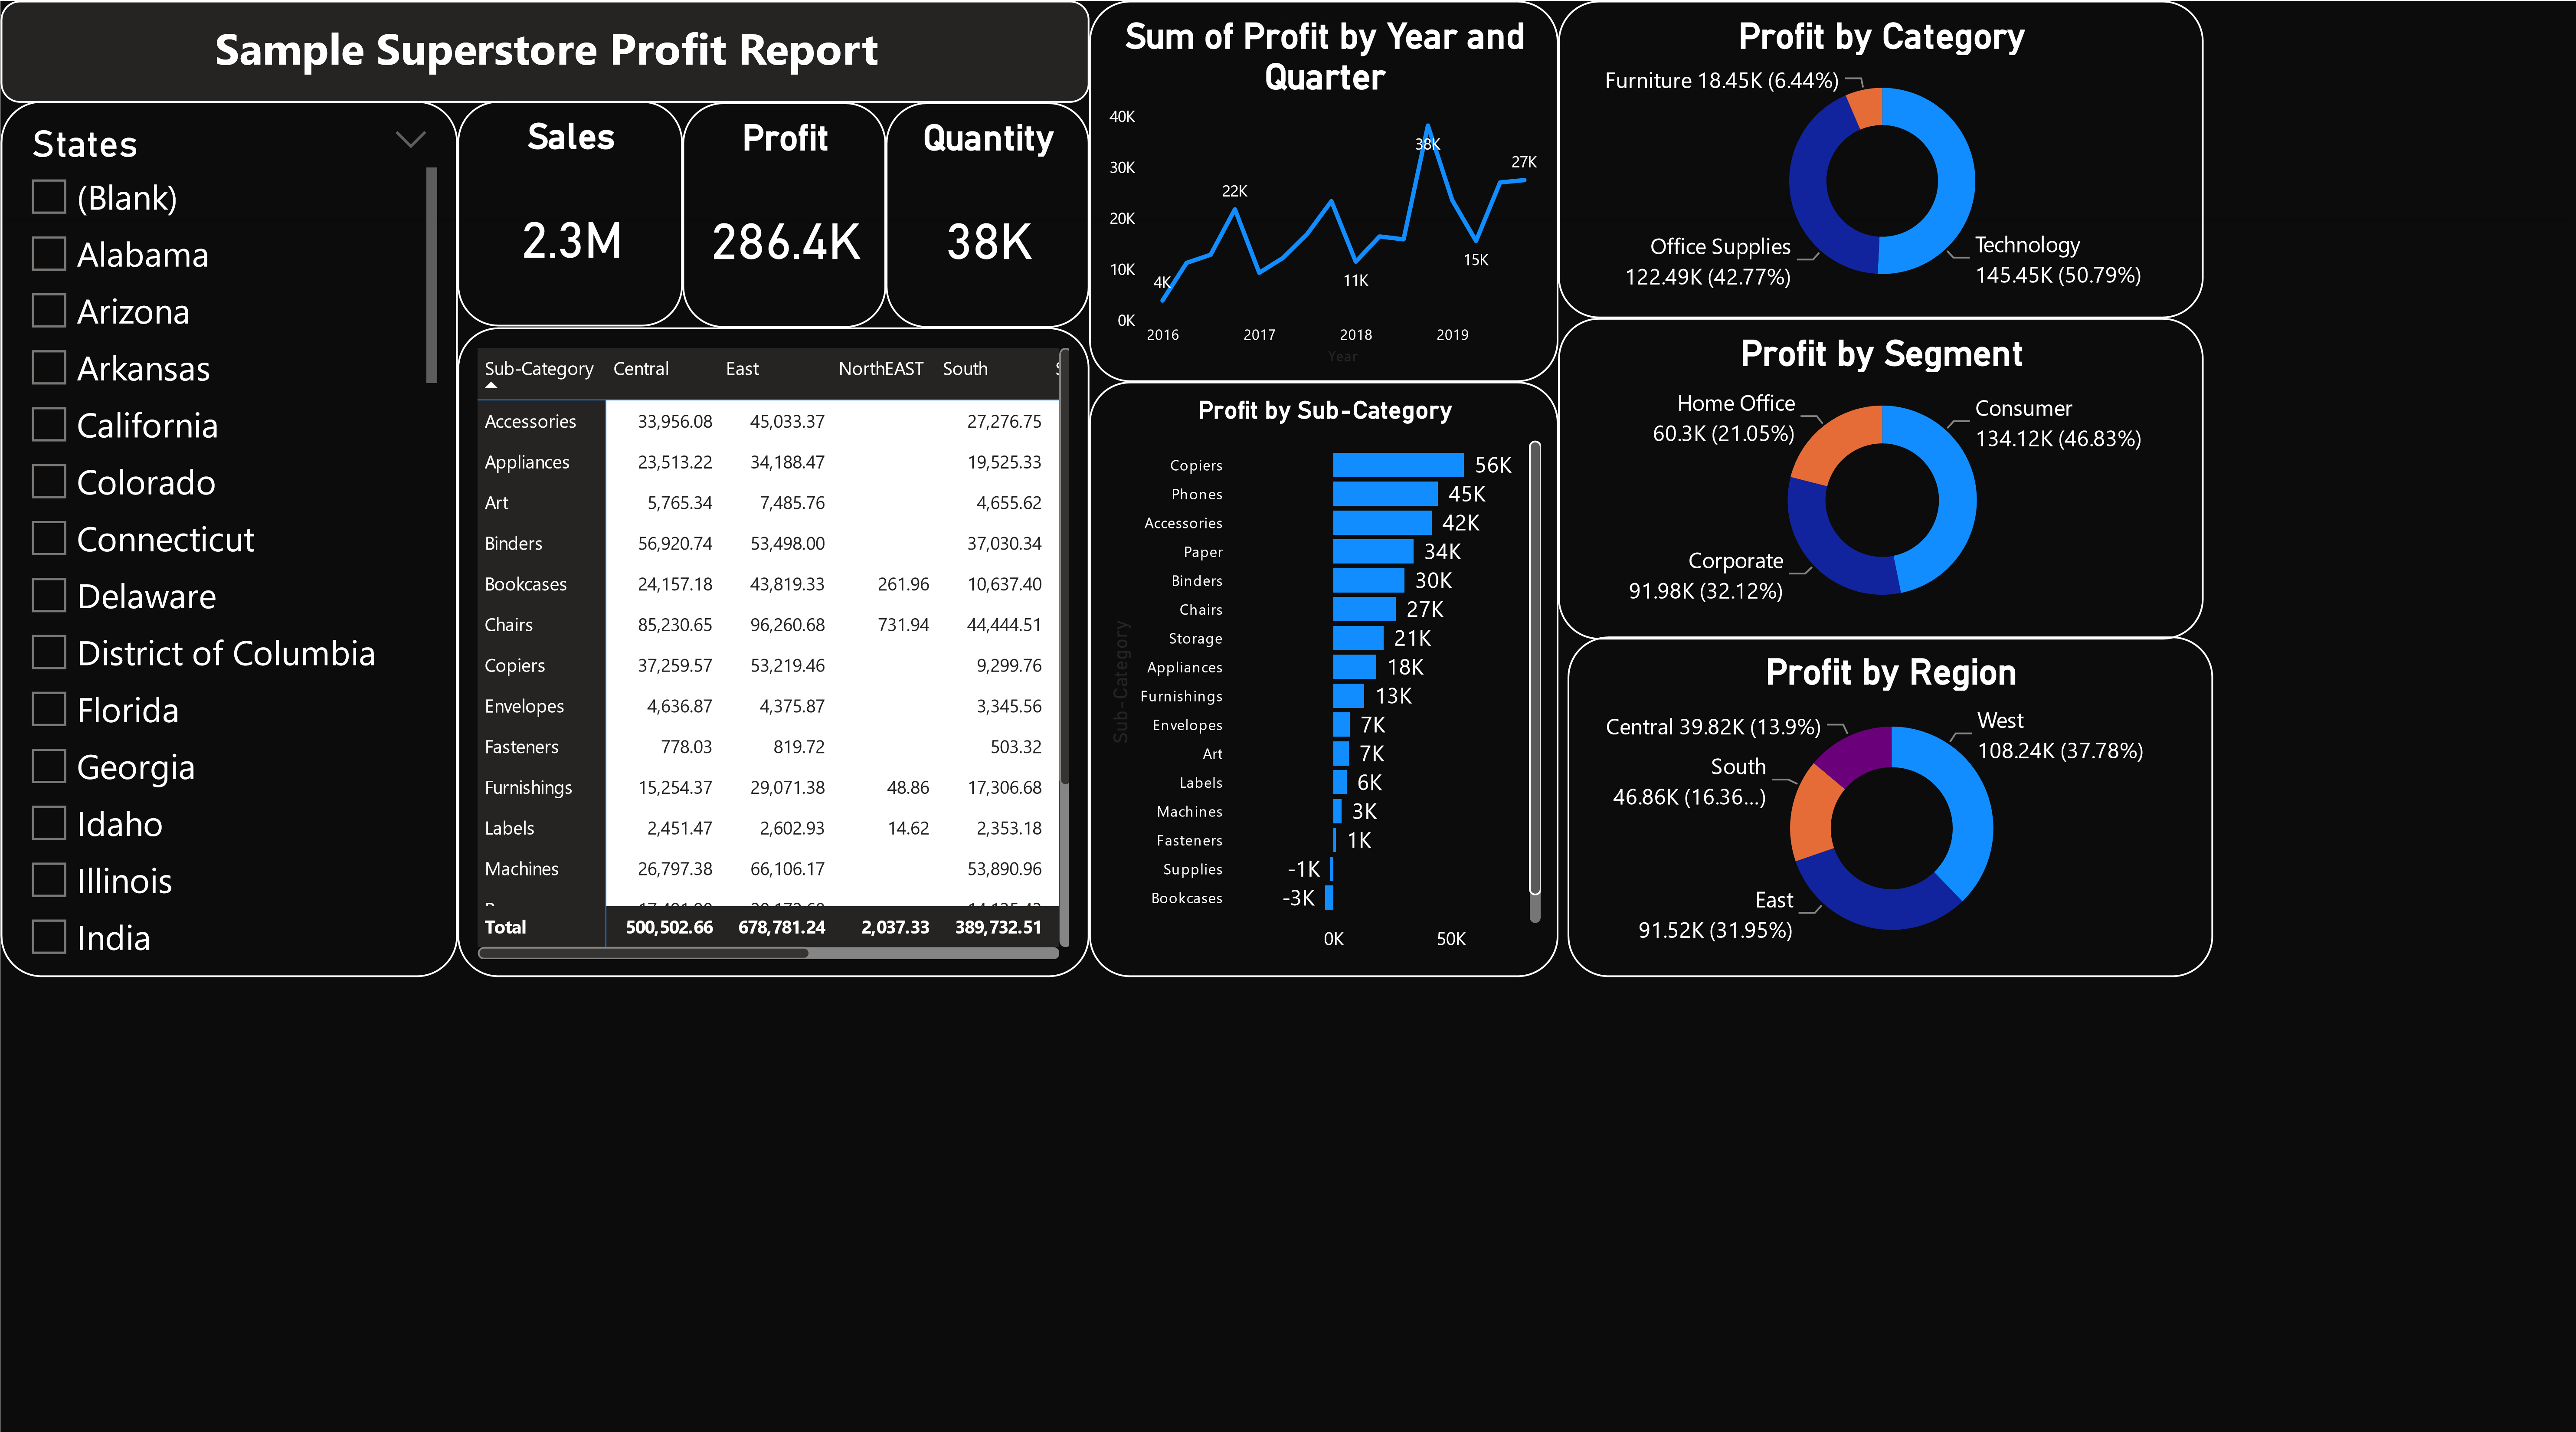 Sample Superstore Profit Report
States
(Blank)
Alabama
Arizona
Arkansas
California
Colorado
Connecticut
Delaware
District of Columbia
Florida
Georgia
Idaho
Illinois
India
Sales
2.3M
Profit
286.4K
Quantity
38K
Sub-Category Central East NorthEAST South
Accessories 33,956.08 45,033.37 27,276.75
Appliances 23,513.22 34,188.47 19,525.33
Art 5,765.34 7,485.76 4,655.62
Binders 56,920.74 53,498.00 37,030.34
Bookcases 24,157.18 43,819.33 261.96 10,637.40
Chairs 85,230.65 96,260.68 731.94 44,444.51
Copiers 37,259.57 53,219.46 9,299.76
Envelopes 4,636.87 4,375.87 3,345.56
Fasteners 778.03 819.72 503.32
Furnishings 15,254.37 29,071.38 48.86 17,306.68
Labels 2,451.47 2,602.93 14.62 2,353.18
Machines 26,797.38 66,106.17 53,890.96
Total 500,502.66 678,781.24 2,037.33 389,732.51
Sum of Profit by Year and
Quarter
40K
30K
20K
10K
0K
4K
22K
11K
38K
15K
27K
2016 2017 2018 2019
Year
Profit by Sub-Category
Sub-Category
Copiers 56K
Phones 45K
Accessories 42K
Paper 34K
Binders 30K
Chairs 27K
Storage 21K
Appliances 18K
Furnishings 13K
Envelopes 7K
Art 7K
Labels 6K
Machines 3K
Fasteners 1K
Supplies -1K
Bookcases -3K
0K 50K
Profit by Category
Furniture 18.45K (6.44%)
Office Supplies
122.49K (42.77%)
Technology
145.45K (50.79%)
Profit by Segment
Home Office
60.3K (21.05%)
Consumer
134.12K (46.83%)
Corporate
91.98K (32.12%)
Profit by Region
Central 39.82K (13.9%)
West
108.24K (37.78%)
South
46.86K (16.36...)
East
91.52K (31.95%)